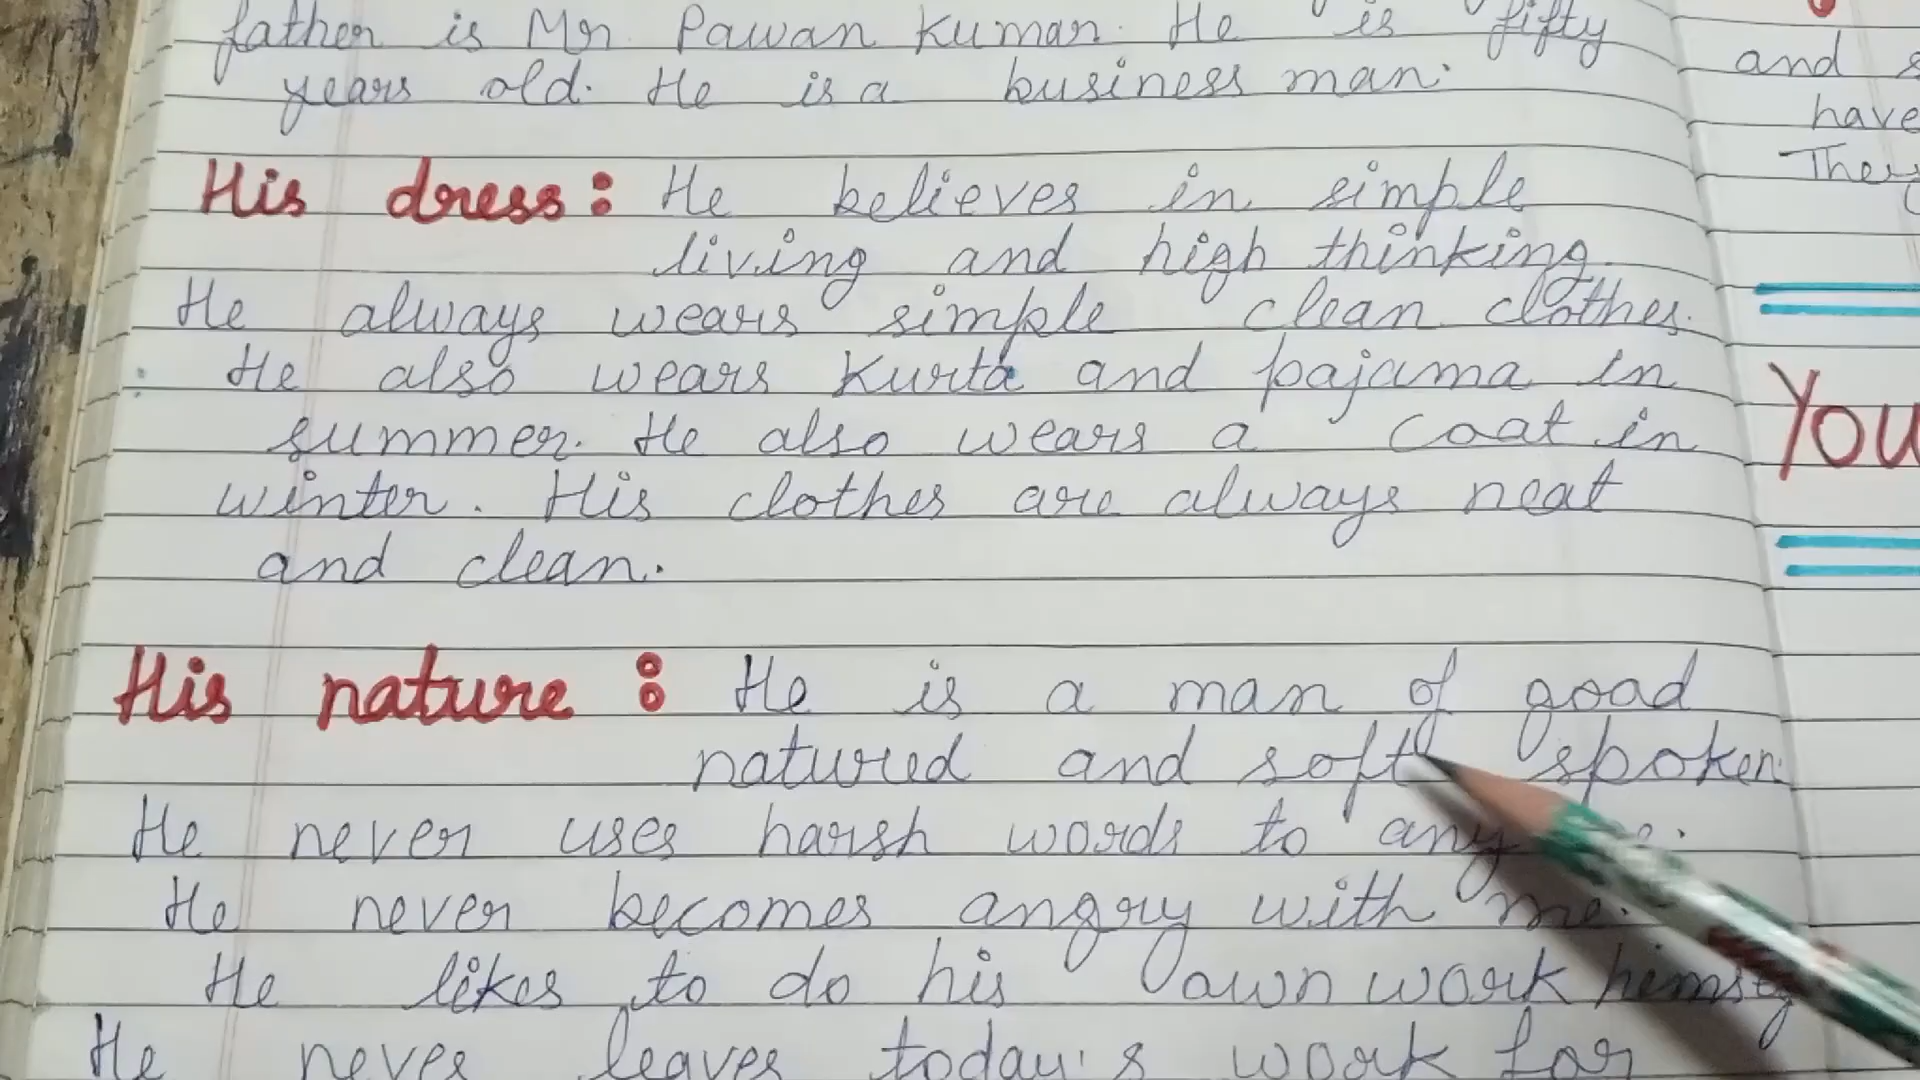 father is Mr. Pawan Kumar. He is fifty
years old. He is a business man.
His dress: He believes in simple
living and high thinking.
He always wears simple clean clothes.
He also wears Kurta and pajama in
summer. He also wears a coat in
winter. His clothes are always neat
and clean.
His nature: He is a man of good
natured and soft spoken.
He never uses harsh words to any
He never becomes angry with me.
He likes to do his own work himself
He never leaves today's work for
and
have
They
You